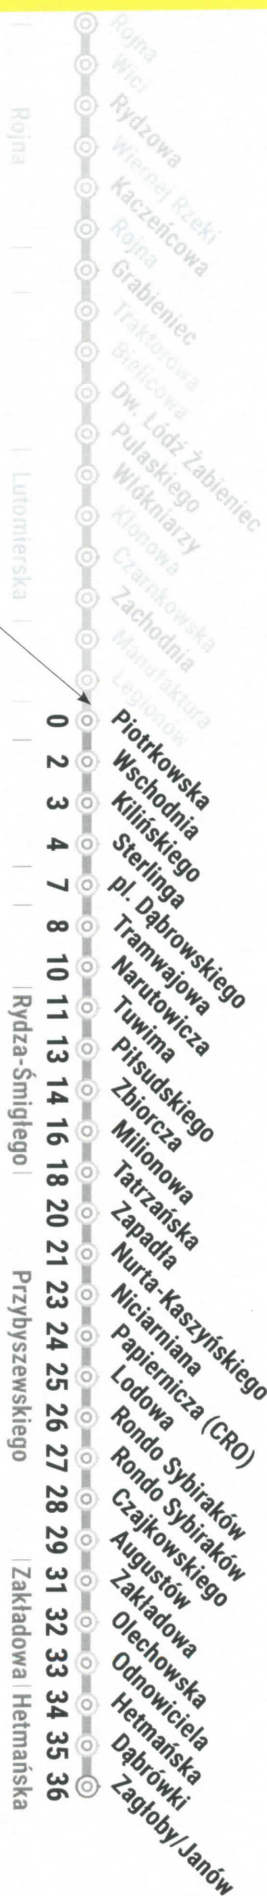 Rojna
Wici
Rydzowa
Wiernej Rzeki
Kaczeńcowa
Rojna
Grabieniec
Traktorowa
Bielicowa
Dw. Łódź Żabieniec
Pułaskiego
Włókniarzy
Klonowa
Czarnkowska
Zachodnia
Manufaktura
Legionów
Piotrkowska
Wschodnia
Kilińskiego
Sterlinga
pl. Dąbrowskiego
Tramwajowa
Narutowicza
Tuwima
Piłsudskiego
Zbiorcza
Milionowa
Tatrzańska
Zapadła
Nurta-Kaszyńskiego
Niciarniana
Papiernicza (CRO)
Lodowa
Rondo Sybiraków
Rondo Sybiraków
Czajkowskiego
Augustów
Zakładowa
Olechowska
Odnowiciela
Hetmańska
Dąbrówki
Zagłoby/Janów
0 2 3 4 7 8 10 11 13 14 16 18 20 21 23 24 25 26 27 28 29 31 32 33 34 35 36
Rojna | | | Lutomierska | | | | | |Rydza-Śmigłego| Przybyszewskiego |Zakładowa|Hetmańska